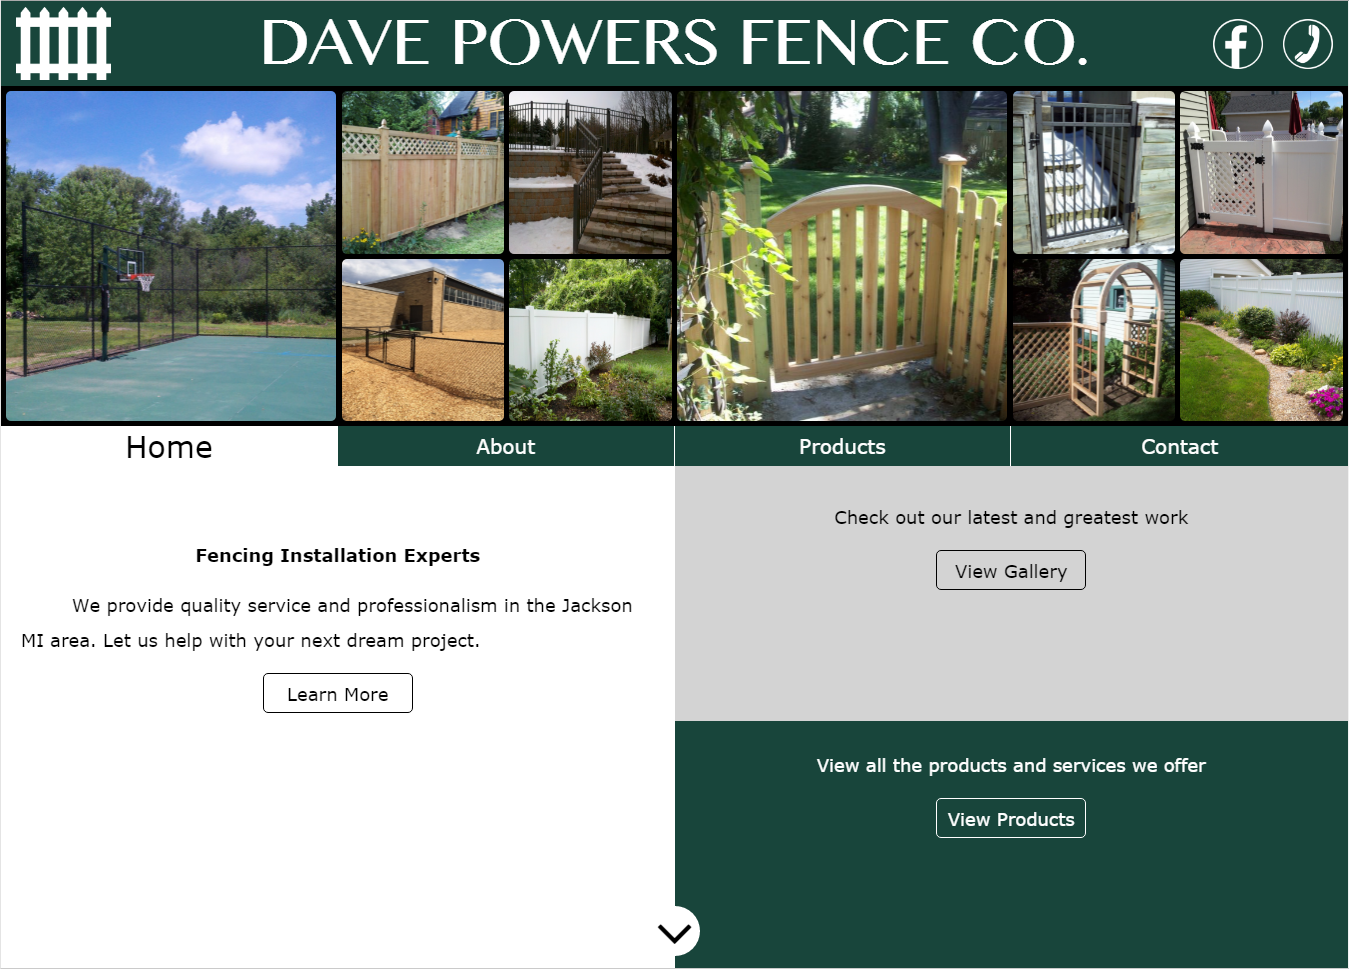 DAVE POWERS FENCE CO.
Home
About
Products
Contact
Fencing Installation Experts
We provide quality service and professionalism in the Jackson
MI area. Let us help with your next dream project.
Learn More
Check out our latest and greatest work
View Gallery
View all the products and services we offer
View Products